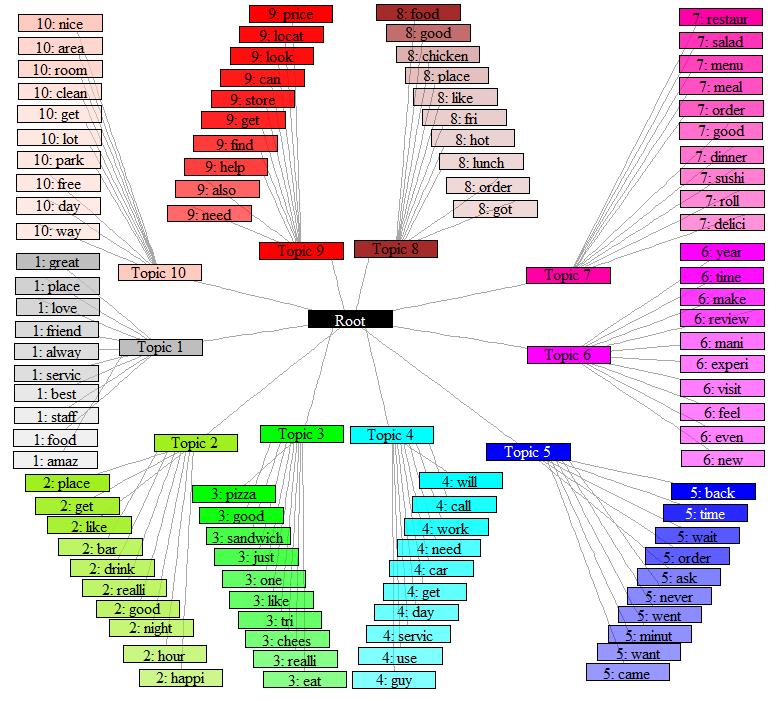 10: nice
10: area
10: room
10: clean
10: get
10: lot
10: park
10: free
10: day
10: way
Topic 10
9: price
9: locat
9: look
9: can
9: store
9: get
9: find
9: help
9: also
9: need
Topic 9
8: food
8: good
8: chicken
8: place
8: like
8: fri
8: hot
8: lunch
8: order
8: got
Topic 8
7: restaur
7: salad
7: menu
7: meal
7: order
7: good
7: dinner
7: sushi
7: roll
7: delici
Topic 7
Root
1: great
1: place
1: love
1: friend
1: alway
1: servic
1: best
1: staff
1: food
1: amaz
Topic 1
6: year
6: time
6: make
6: review
6: mani
6: experi
6: visit
6: feel
6: even
6: new
Topic 6
Topic 2
2: place
2: get
2: like
2: bar
2: drink
2: realli
2: good
2: night
2: hour
2: happi
Topic 3
3: pizza
3: good
3: sandwich
3: just
3: one
3: like
3: tri
3: chees
3: realli
3: eat
Topic 4
4: will
4: call
4: work
4: need
4: car
4: get
4: day
4: servic
4: use
4: guy
Topic 5
5: back
5: time
5: wait
5: order
5: ask
5: never
5: went
5: minut
5: want
5: came